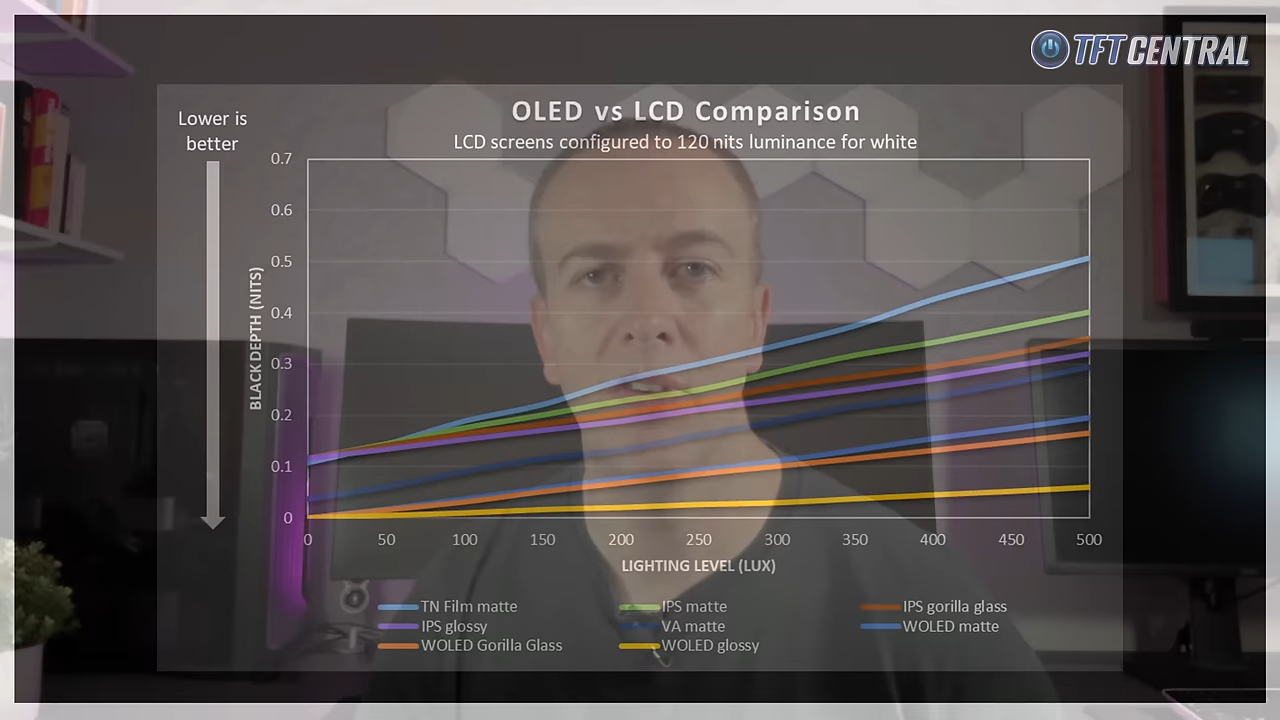 TFTCENTRAL
OLED vs LCD Comparison
LCD screens configured to 120 nits luminance for white
Lower is
better
0.7
0.6
0.5
0.4
0.3
0.2
0.1
0
BLACK DEPTH (NITS)
0 50 100 150 200 250 300 350 400 450 500
LIGHTING LEVEL (LUX)
TN Film matte IPS matte IPS gorilla glass
IPS glossy VA matte WOLED matte
WOLED Gorilla Glass WOLED glossy